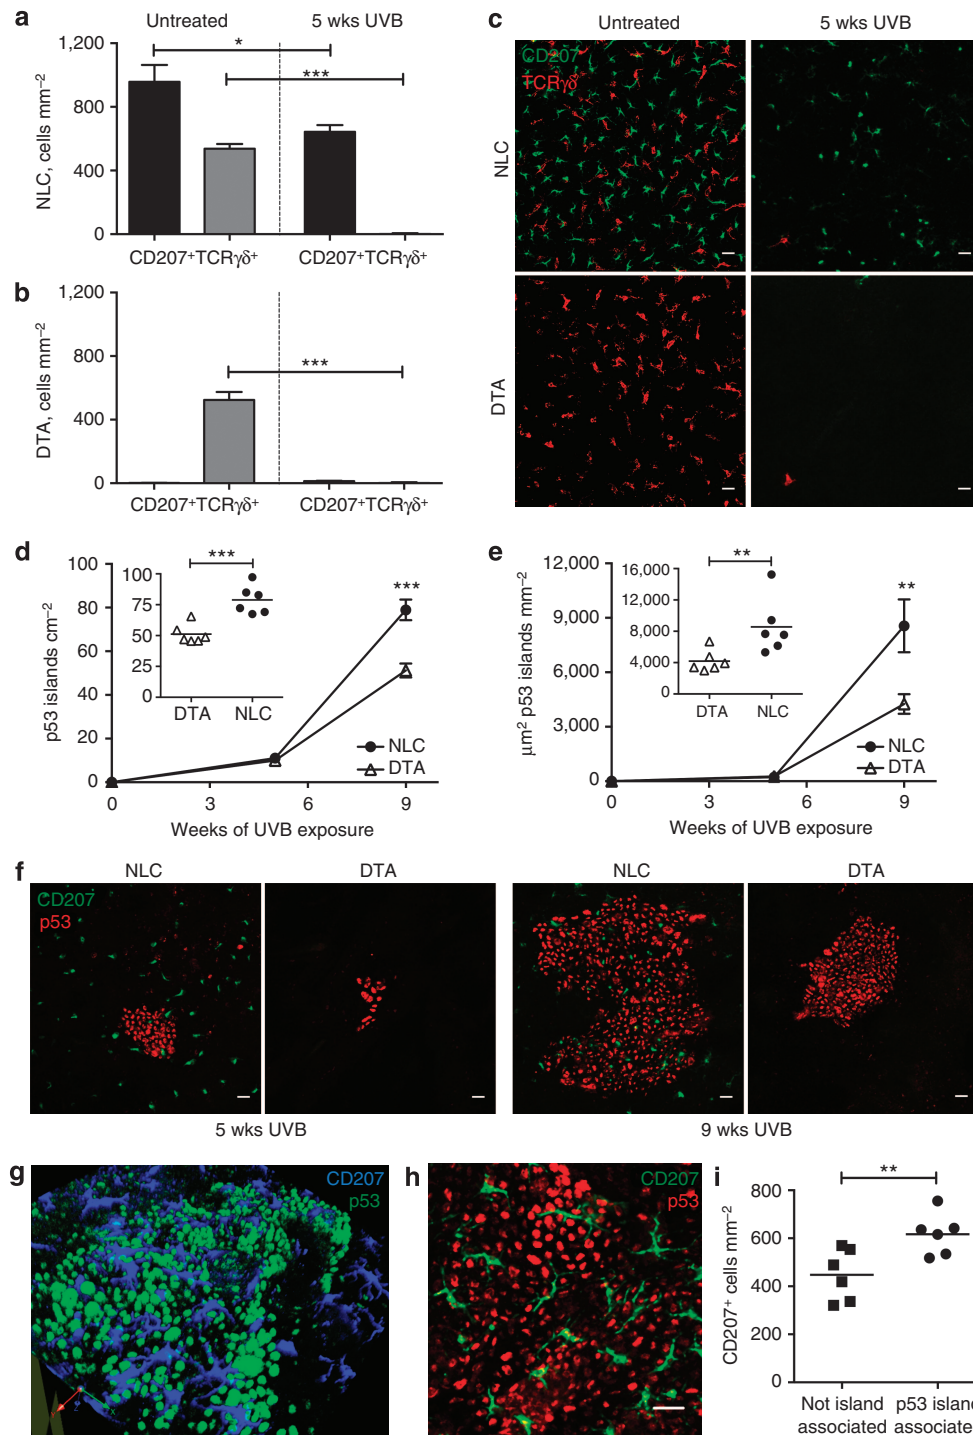 a
Untreated
5 wks UVB
NLC, cells mm⁻²
1,200
800
400
0
*
***
CD207⁺TCRγδ⁺
CD207⁺TCRγδ⁺
b
DTA, cells mm⁻²
1,200
800
400
0
***
CD207⁺TCRγδ⁺
CD207⁺TCRγδ⁺
c
Untreated
5 wks UVB
CD207
TCRγδ
NLC
DTA
d
p53 islands cm⁻²
100
80
60
40
20
0
***
100
75
50
25
0
DTA
NLC
***
NLC
DTA
0
3
6
9
Weeks of UVB exposure
e
µm² p53 islands mm⁻²
12,000
9,000
6,000
3,000
0
**
16,000
12,000
8,000
4,000
0
DTA
NLC
**
NLC
DTA
0
3
6
9
Weeks of UVB exposure
f
NLC
DTA
NLC
DTA
CD207
p53
5 wks UVB
9 wks UVB
g
CD207
p53
h
CD207
p53
i
CD207⁺ cells mm⁻²
800
600
400
200
0
**
Not island
associated
p53 islan
associate